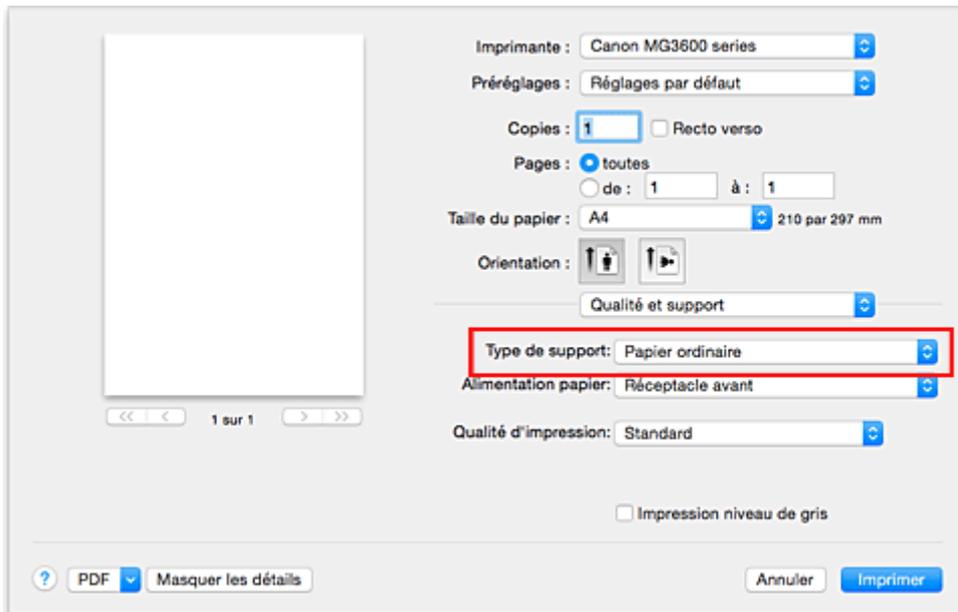 Imprimante : Canon MG3600 series
Préréglages : Réglages par défaut
Copies : 1 Recto verso
Pages : toutes
de : 1 à : 1
Taille du papier : A4 210 par 297 mm
Orientation :
Qualité et support
Type de support: Papier ordinaire
Alimentation papier: Réceptacle avant
1 sur 1
Qualité d'impression: Standard
Impression niveau de gris
? PDF Masquer les détails Annuler Imprimer